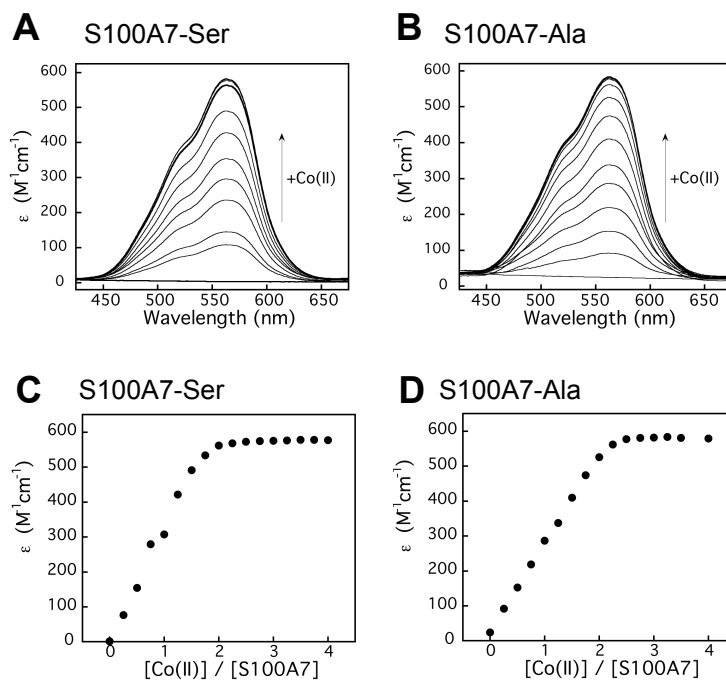 A S100A7-Ser
600
500
400
300
200
100
0
ε (M⁻¹cm⁻¹)
+Co(II)
450 500 550 600 650
Wavelength (nm)
B S100A7-Ala
600
500
400
300
200
100
0
ε (M⁻¹cm⁻¹)
+Co(II)
450 500 550 600 650
Wavelength (nm)
C S100A7-Ser
600
500
400
300
200
100
0
ε (M⁻¹cm⁻¹)
0 1 2 3 4
[Co(II)] / [S100A7]
D S100A7-Ala
600
500
400
300
200
100
0
ε (M⁻¹cm⁻¹)
0 1 2 3 4
[Co(II)] / [S100A7]